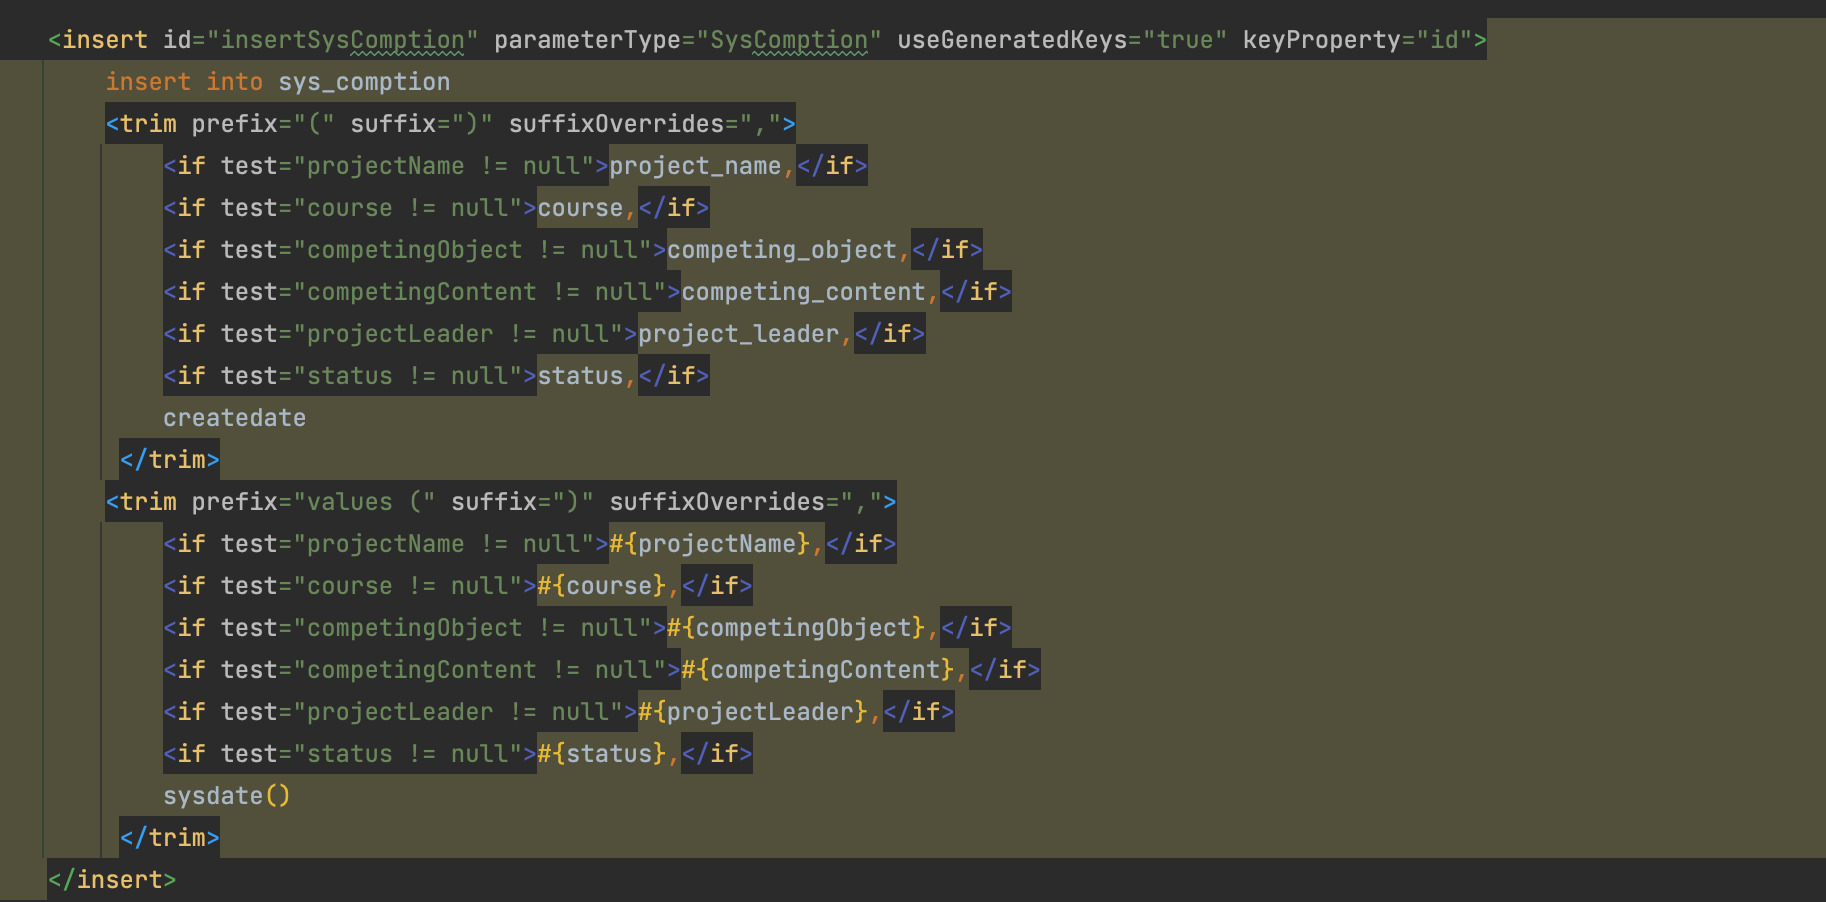 <insert id="insertSysComption" parameterType="SysComption" useGeneratedKeys="true" keyProperty="id">
insert into sys_comption
<trim prefix="(" suffix=")" suffixOverrides=",">
<if test="projectName != null">project_name,</if>
<if test="course != null">course,</if>
<if test="competingObject != null">competing_object,</if>
<if test="competingContent != null">competing_content,</if>
<if test="projectLeader != null">project_leader,</if>
<if test="status != null">status,</if>
createdate
</trim>
<trim prefix="values (" suffix=")" suffixOverrides=",">
<if test="projectName != null">#{projectName},</if>
<if test="course != null">#{course},</if>
<if test="competingObject != null">#{competingObject},</if>
<if test="competingContent != null">#{competingContent},</if>
<if test="projectLeader != null">#{projectLeader},</if>
<if test="status != null">#{status},</if>
sysdate()
</trim>
</insert>